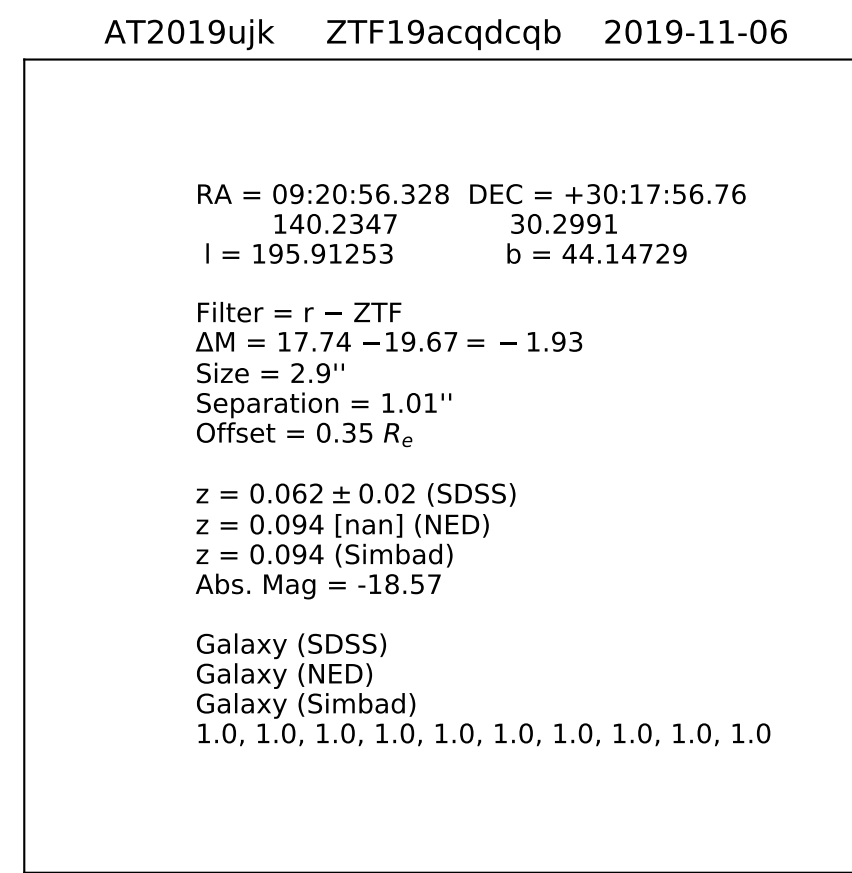 AT2019ujk ZTF19acqdcqb 2019-11-06
RA = 09:20:56.328 DEC = +30:17:56.76
140.2347 30.2991
l = 195.91253 b = 44.14729
Filter = r − ZTF
ΔM = 17.74 −19.67 = − 1.93
Size = 2.9''
Separation = 1.01''
Offset = 0.35 Rₑ
z = 0.062 ± 0.02 (SDSS)
z = 0.094 [nan] (NED)
z = 0.094 (Simbad)
Abs. Mag = -18.57
Galaxy (SDSS)
Galaxy (NED)
Galaxy (Simbad)
1.0, 1.0, 1.0, 1.0, 1.0, 1.0, 1.0, 1.0, 1.0, 1.0